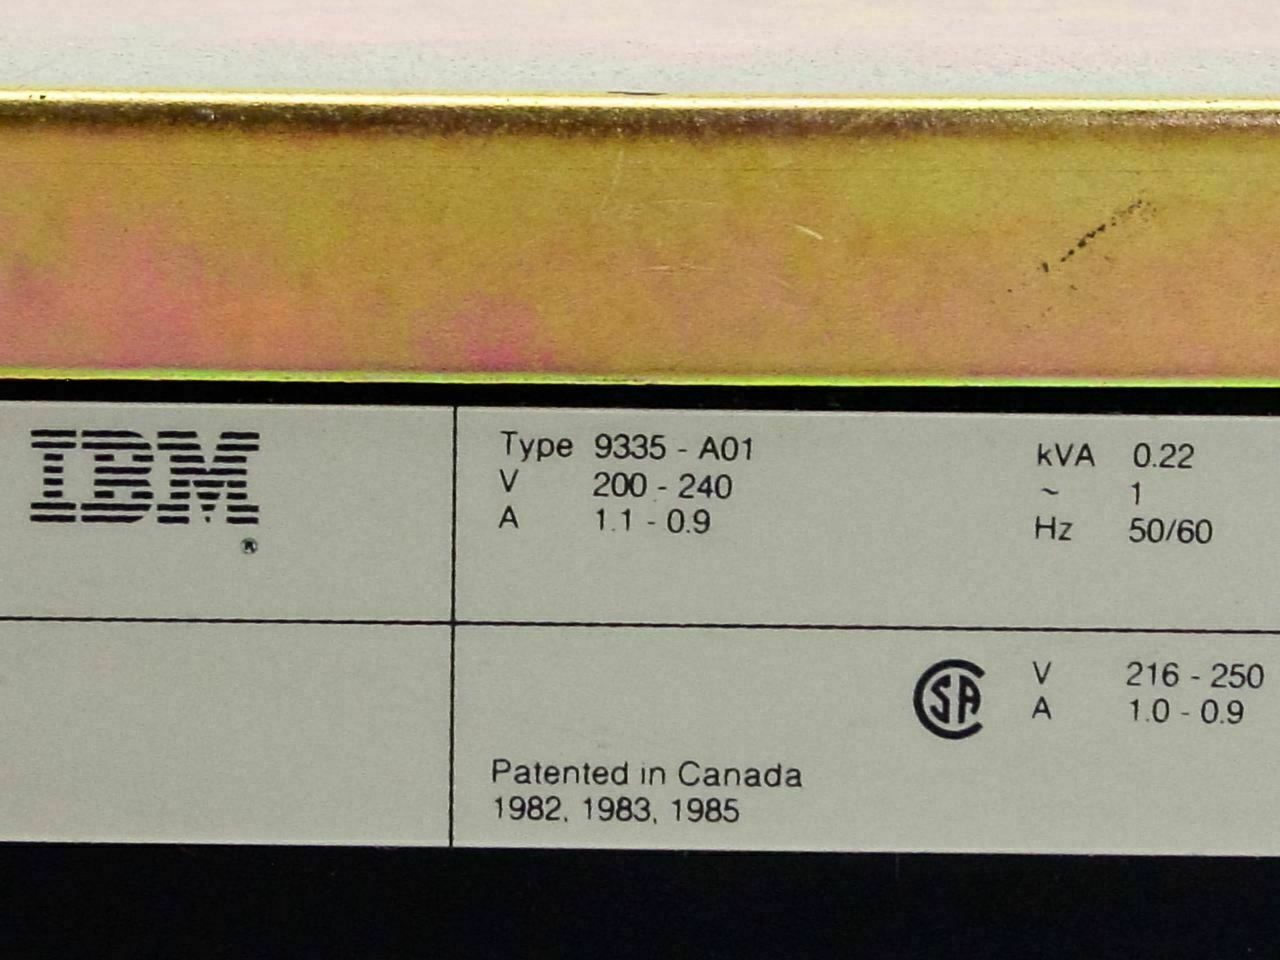 IBM
®
Type 9335 - A01
V 200 - 240
A 1.1 - 0.9
kVA 0.22
~ 1
Hz 50/60
SA
V 216 - 250
A 1.0 - 0.9
Patented in Canada
1982, 1983, 1985